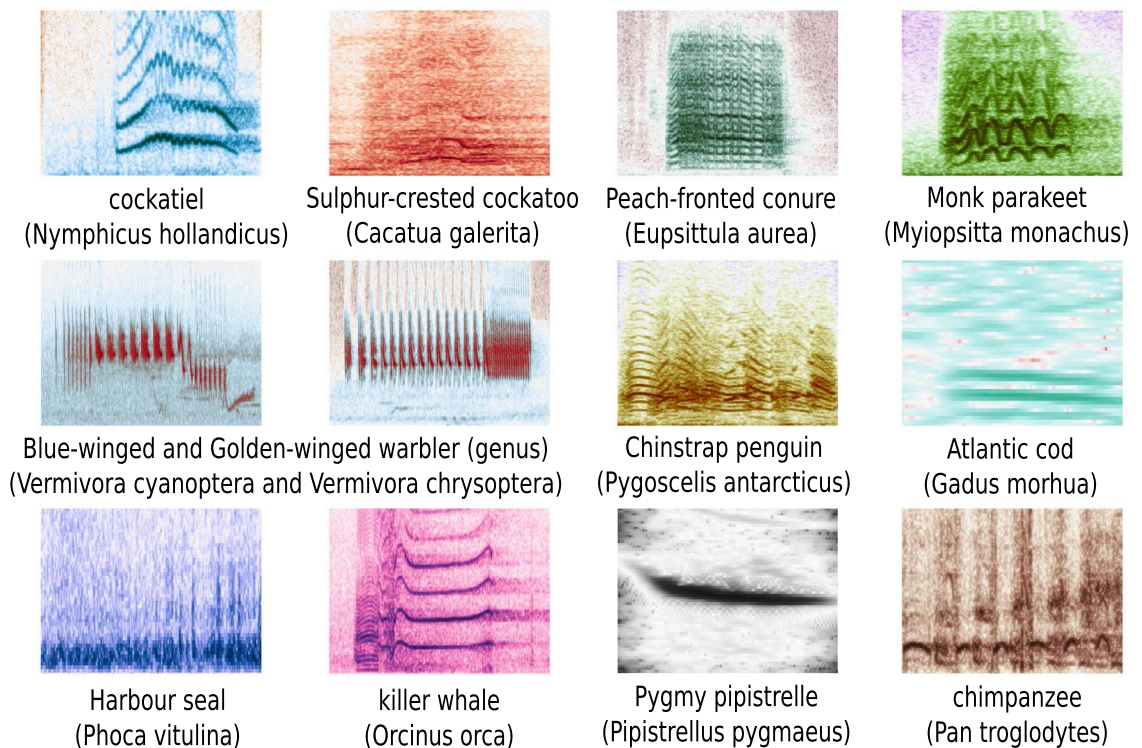 cockatiel
(Nymphicus hollandicus)
Sulphur-crested cockatoo
(Cacatua galerita)
Peach-fronted conure
(Eupsittula aurea)
Monk parakeet
(Myiopsitta monachus)
Blue-winged and Golden-winged warbler (genus)
(Vermivora cyanoptera and Vermivora chrysoptera)
Chinstrap penguin
(Pygoscelis antarcticus)
Atlantic cod
(Gadus morhua)
Harbour seal
(Phoca vitulina)
killer whale
(Orcinus orca)
Pygmy pipistrelle
(Pipistrellus pygmaeus)
chimpanzee
(Pan troglodytes)